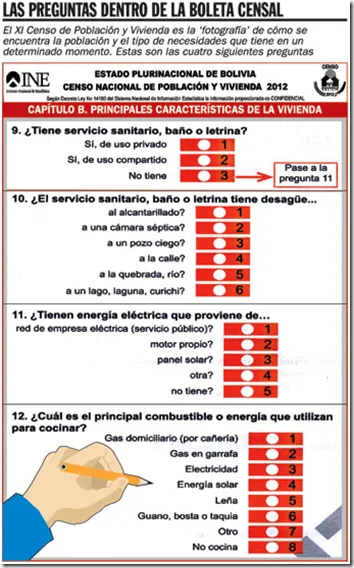 LAS PREGUNTAS DENTRO DE LA BOLETA CENSAL
El XI Censo de Población y Vivienda es la 'fotografía' de cómo se
encuentra la población y el tipo de necesidades que tiene en un
determinado momento. Estas son las cuatro siguientes preguntas
INE
Instituto Nacional de Estadística
ESTADO PLURINACIONAL DE BOLIVIA
CENSO NACIONAL DE POBLACIÓN Y VIVIENDA 2012
Según Decreto Ley No 14100 del Sistema Nacional de Información Estadística la información proporcionada es CONFIDENCIAL
CENSO
CAPÍTULO B. PRINCIPALES CARACTERÍSTICAS DE LA VIVIENDA
9. ¿Tiene servicio sanitario, baño o letrina?
Si, de uso privado 1
Si, de uso compartido 2
No tiene 3
Pase a la
pregunta 11
10. ¿El servicio sanitario, baño o letrina tiene desagüe...
al alcantarillado? 1
a una cámara séptica? 2
a un pozo ciego? 3
a la calle? 4
a la quebrada, río? 5
a un lago, laguna, curichi? 6
11. ¿Tienen energía eléctrica que proviene de...
red de empresa eléctrica (servicio público)? 1
motor propio? 2
panel solar? 3
otra? 4
no tiene? 5
12. ¿Cuál es el principal combustible o energía que utilizan
para cocinar?
Gas domiciliario (por cañería) 1
Gas en garrafa 2
Electricidad 3
Energía solar 4
Leña 5
Guano, bosta o taquia 6
Otro 7
No cocina 8